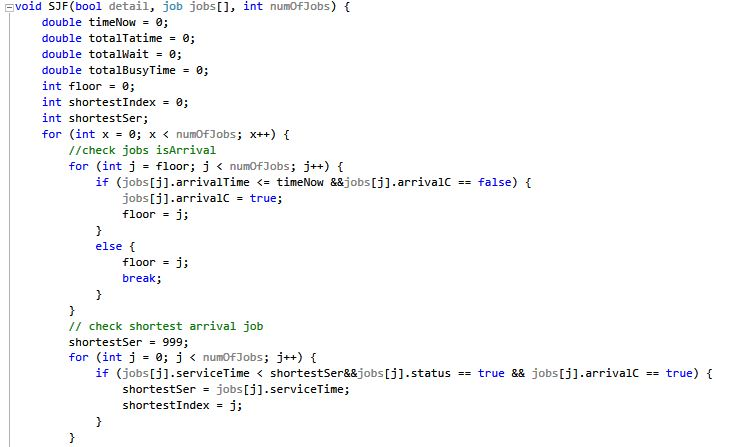 void SJF(bool detail, job jobs[], int numOfJobs) {
    double timeNow = 0;
    double totalTatime = 0;
    double totalWait = 0;
    double totalBusyTime = 0;
    int floor = 0;
    int shortestIndex = 0;
    int shortestSer;
    for (int x = 0; x < numOfJobs; x++) {
        //check jobs isArrival
        for (int j = floor; j < numOfJobs; j++) {
            if (jobs[j].arrivalTime <= timeNow &&jobs[j].arrivalC == false) {
                jobs[j].arrivalC = true;
                floor = j;
            }
            else {
                floor = j;
                break;
            }
        }
        // check shortest arrival job
        shortestSer = 999;
        for (int j = 0; j < numOfJobs; j++) {
            if (jobs[j].serviceTime < shortestSer&&jobs[j].status == true && jobs[j].arrivalC == true) {
                shortestSer = jobs[j].serviceTime;
                shortestIndex = j;
            }
        }